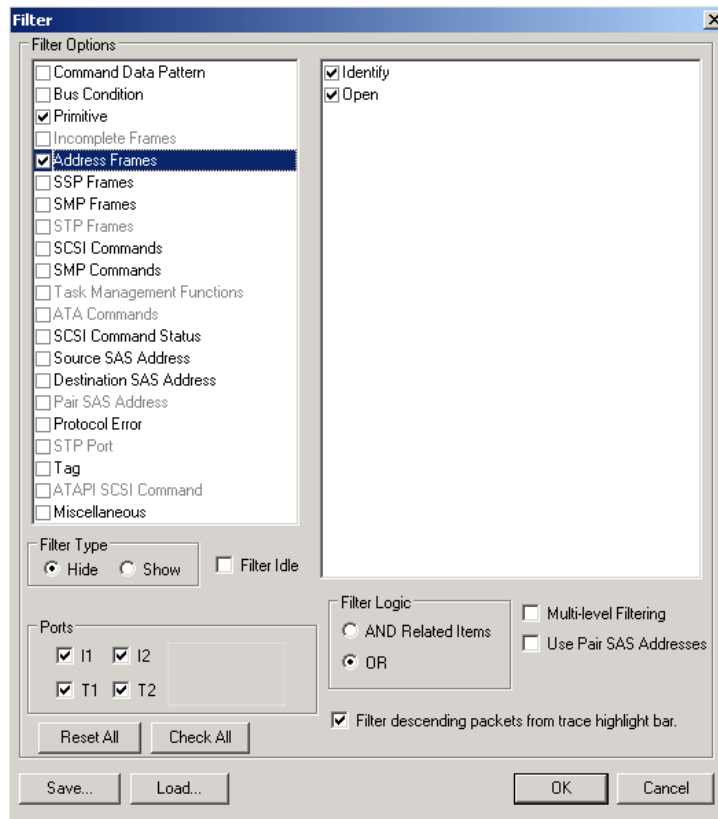 Filter
Filter Options
Command Data Pattern
Bus Condition
Primitive
Incomplete Frames
Address Frames
SSP Frames
SMP Frames
STP Frames
SCSI Commands
SMP Commands
Task Management Functions
ATA Commands
SCSI Command Status
Source SAS Address
Destination SAS Address
Pair SAS Address
Protocol Error
STP Port
Tag
ATAPI SCSI Command
Miscellaneous
Identify
Open
Filter Type
Hide Show
Filter Idle
Ports
I1 I2
T1 T2
Filter Logic
AND Related Items
OR
Multi-level Filtering
Use Pair SAS Addresses
Filter descending packets from trace highlight bar.
Reset All Check All
Save... Load... OK Cancel